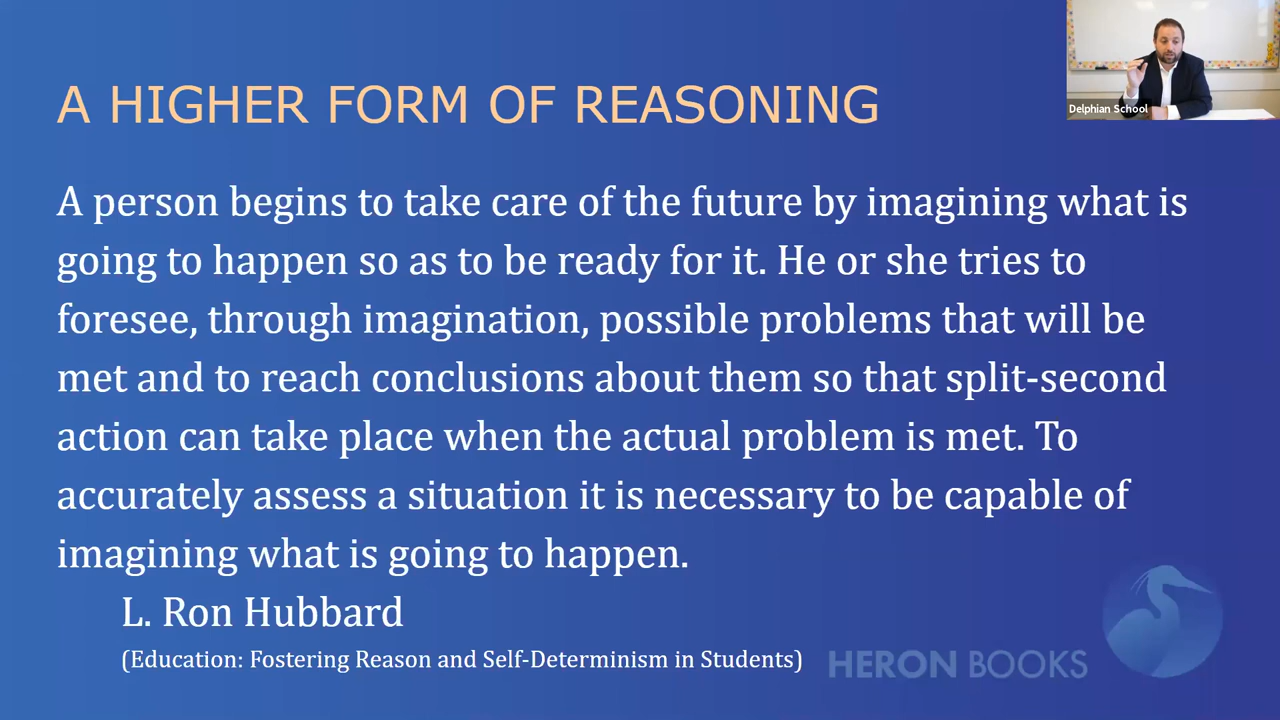 A HIGHER FORM OF REASONING
Delphian School
A person begins to take care of the future by imagining what is
going to happen so as to be ready for it. He or she tries to
foresee, through imagination, possible problems that will be
met and to reach conclusions about them so that split-second
action can take place when the actual problem is met. To
accurately assess a situation it is necessary to be capable of
imagining what is going to happen.
L. Ron Hubbard
(Education: Fostering Reason and Self-Determinism in Students)
HERON BOOKS